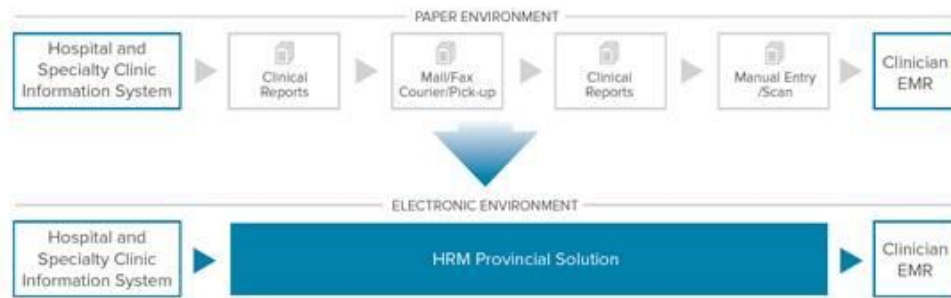 PAPER ENVIRONMENT
Hospital and
Specialty Clinic
Information System
Clinical
Reports
Mail/Fax
Courier/Pick-up
Clinical
Reports
Manual Entry
/Scan
Clinician
EMR
ELECTRONIC ENVIRONMENT
Hospital and
Specialty Clinic
Information System
HRM Provincial Solution
Clinician
EMR